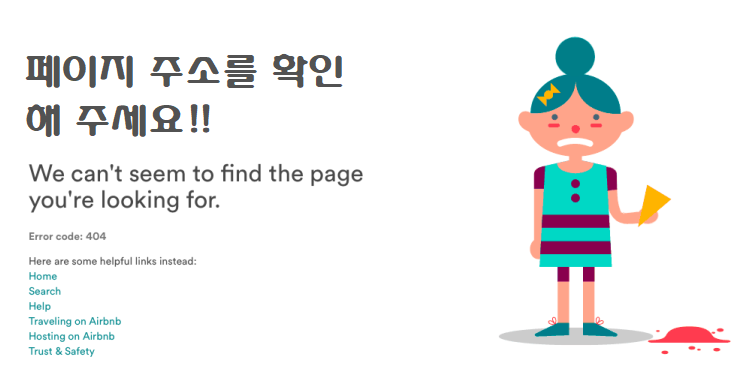 페이지 주소를 확인
해 주세요!!
We can't seem to find the page
you're looking for.
Error code: 404
Here are some helpful links instead:
Home
Search
Help
Traveling on Airbnb
Hosting on Airbnb
Trust & Safety